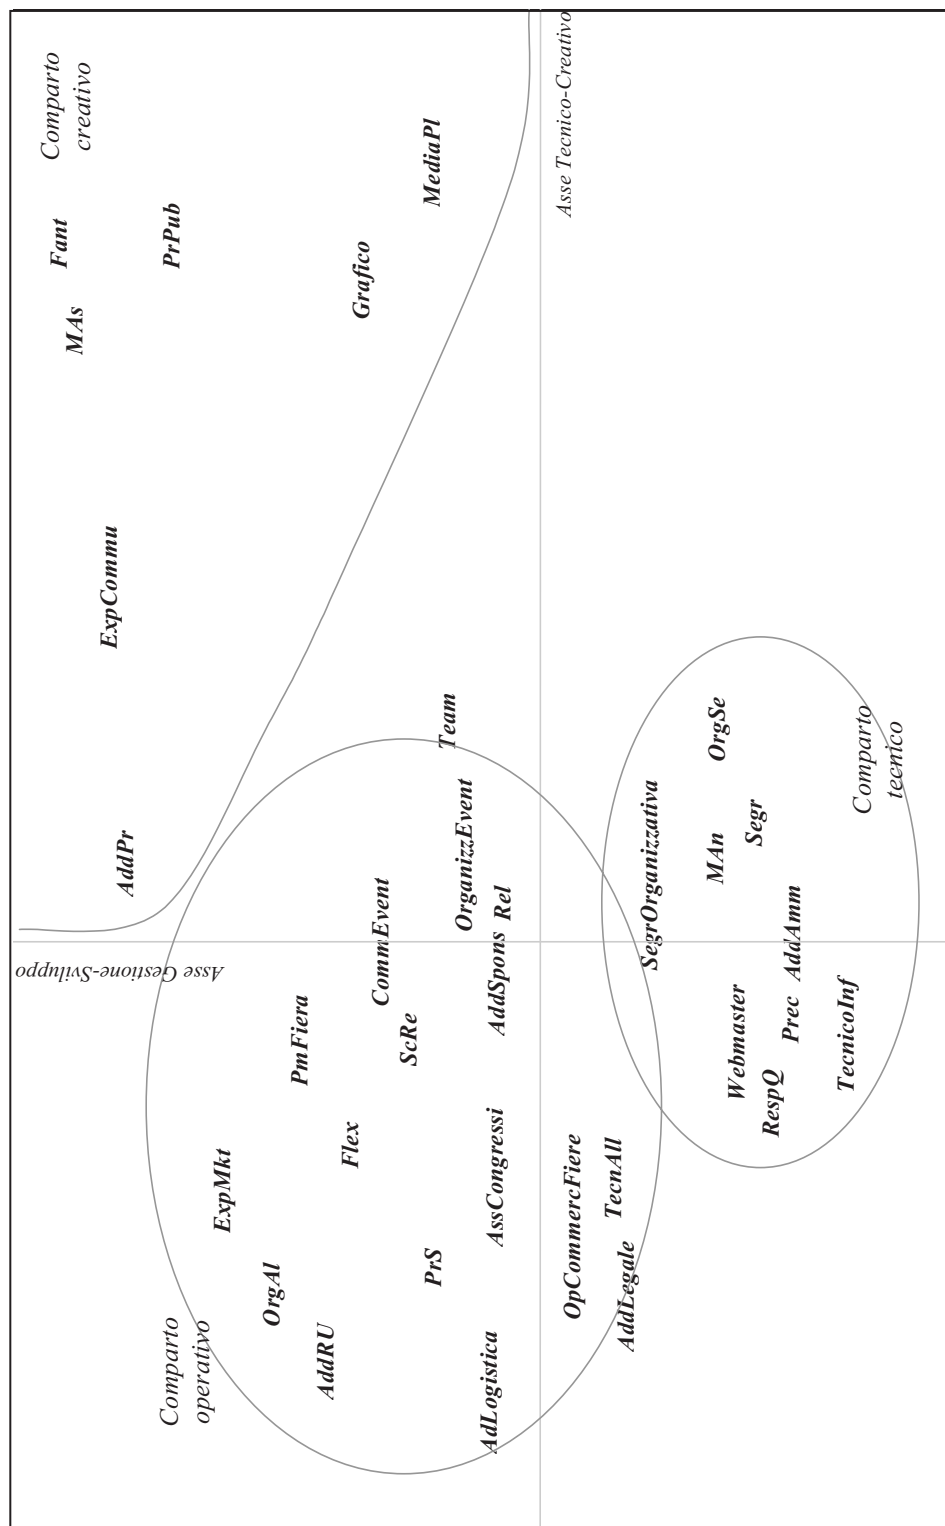 Comparto
creativo
Fant
MAs
PrPub
ExpCommu
AddPr
Grafico
MediaPl
Asse Tecnico-Creativo
Asse Gestione-Sviluppo
Comparto
operativo
ExpMkt
OrgAl
PmFiera
AddRU
Flex
CommEvent
ScRe
PrS
Team
OrganizzEvent
Rel
AddSpons
AssCongressi
AdLogistica
OpCommercFiere
TecnAll
AddLegale
SegrOrganizzativa
OrgSe
MAn
Segr
Webmaster
RespQ
Prec
AddAmm
TecnicoInf
Comparto
tecnico